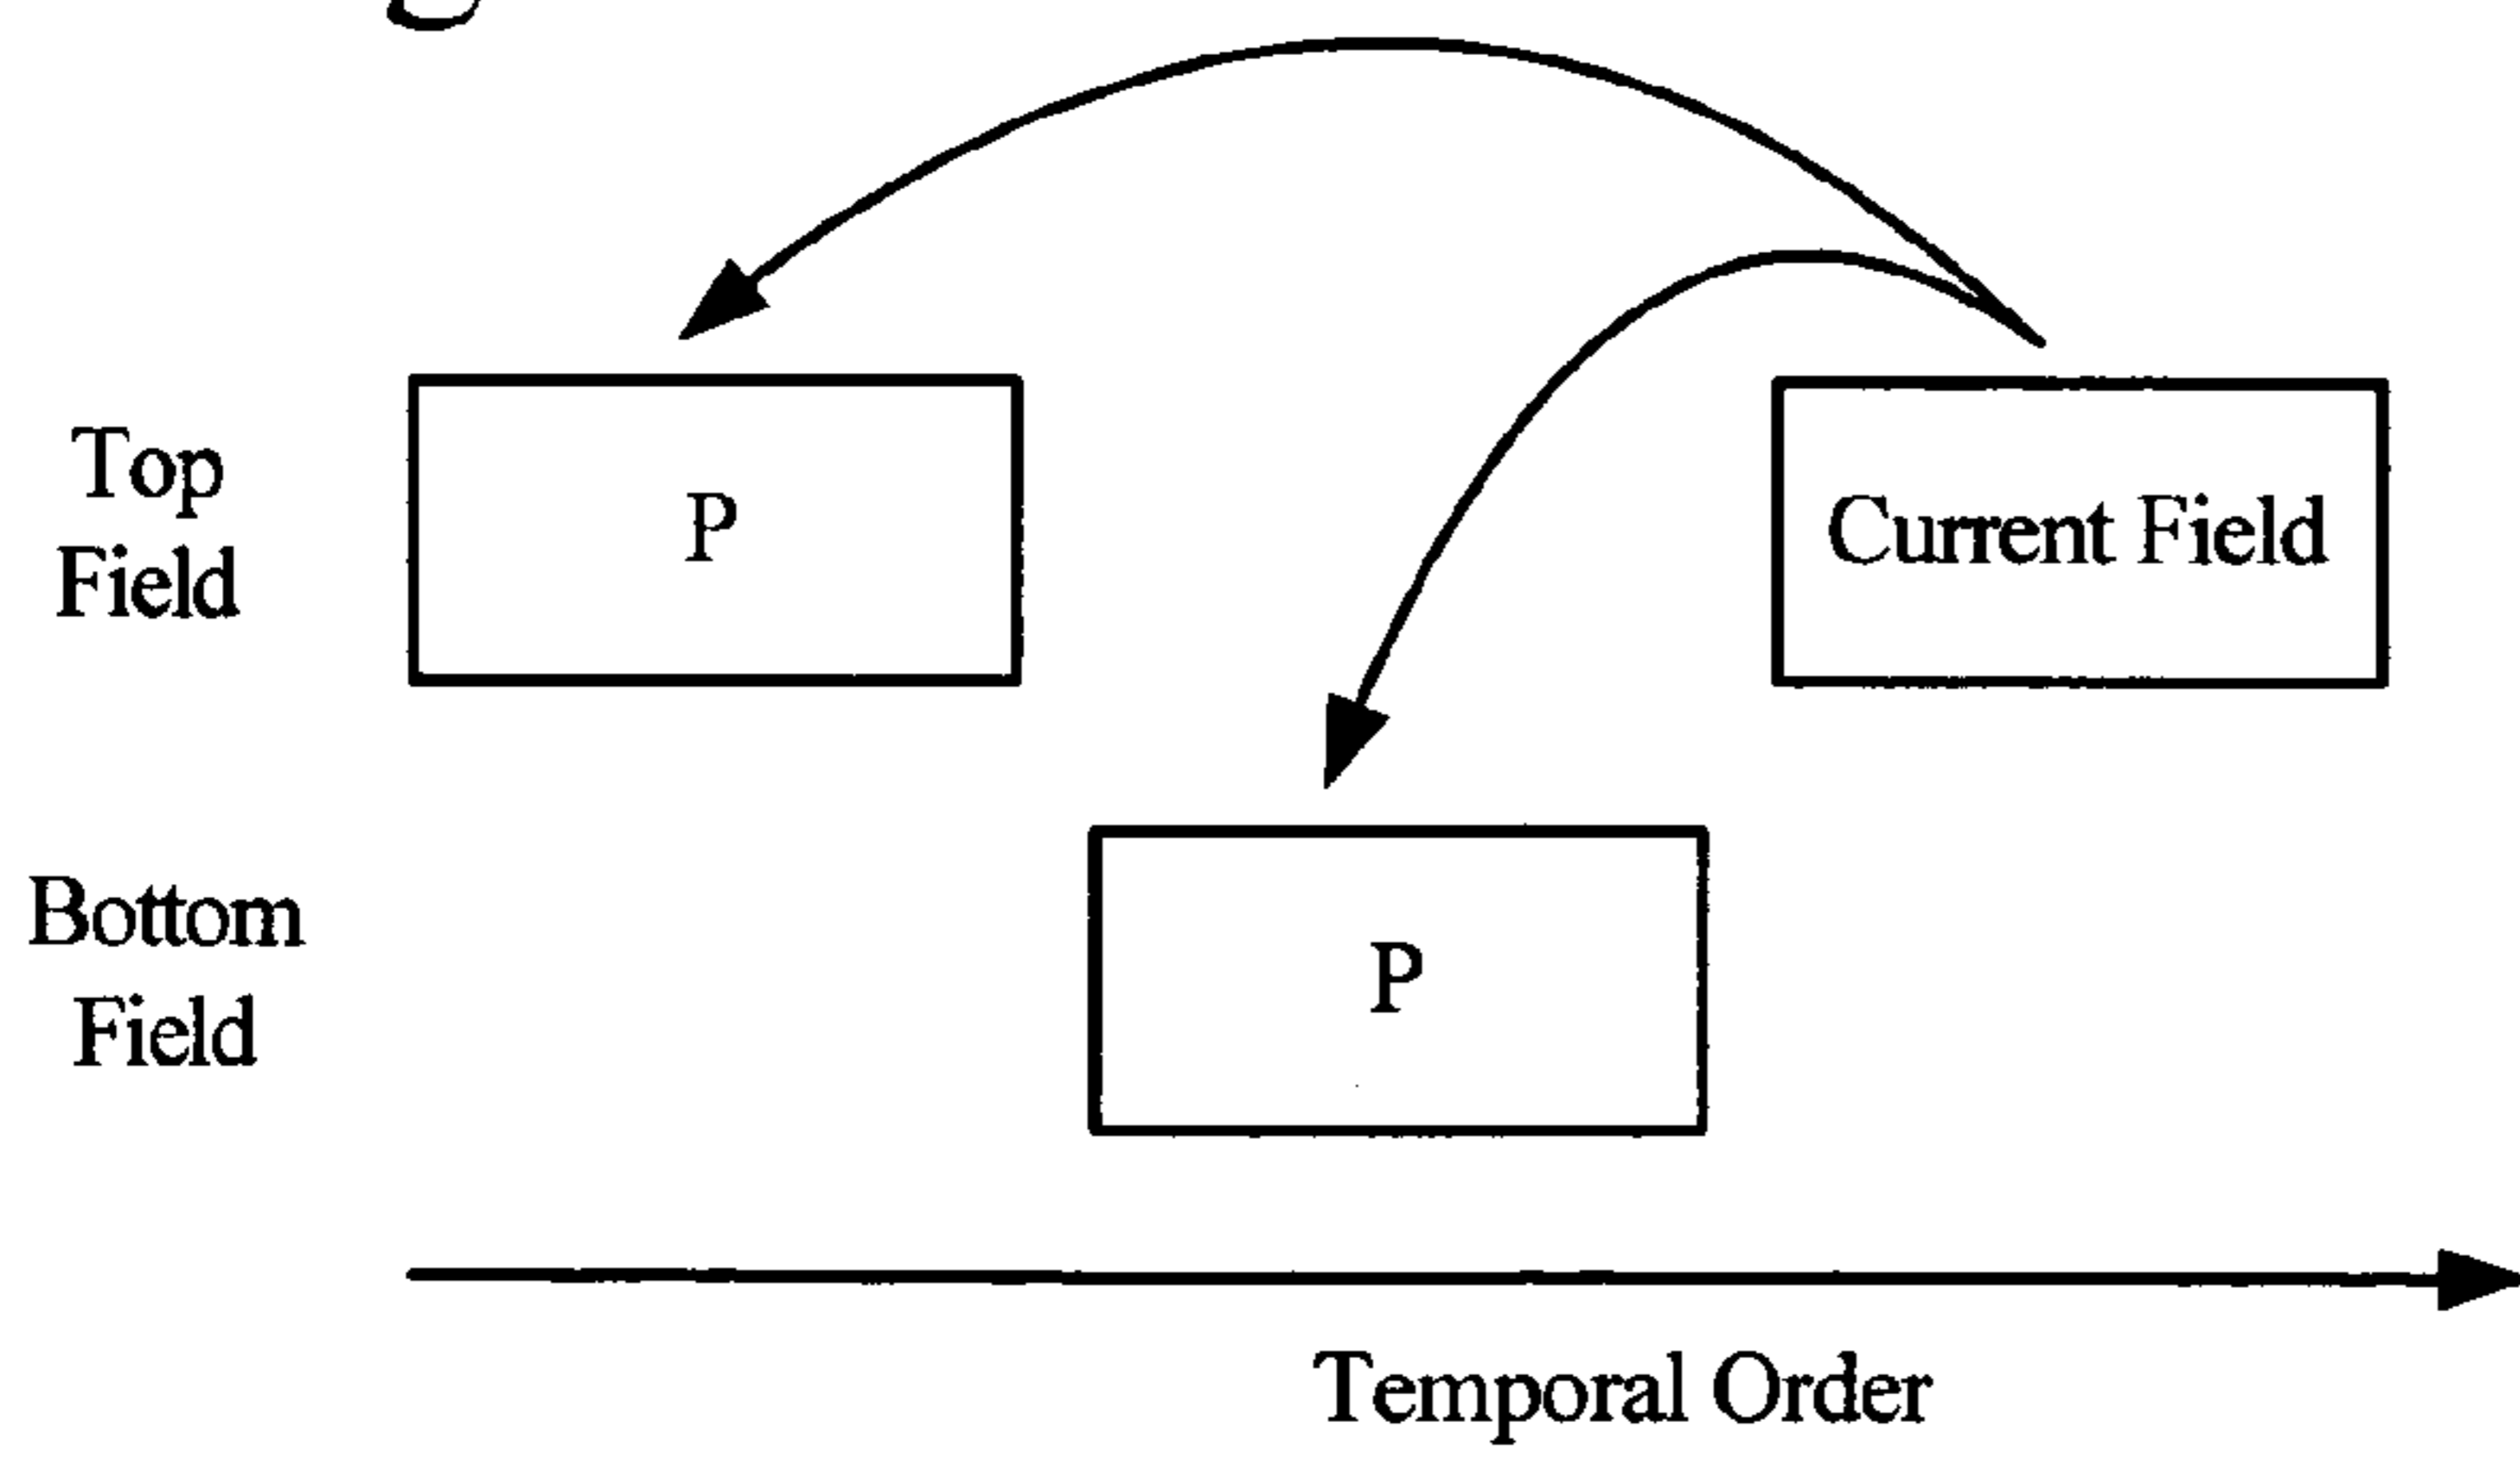 Top
Field
P
Current Field
Bottom
Field
P
Temporal Order